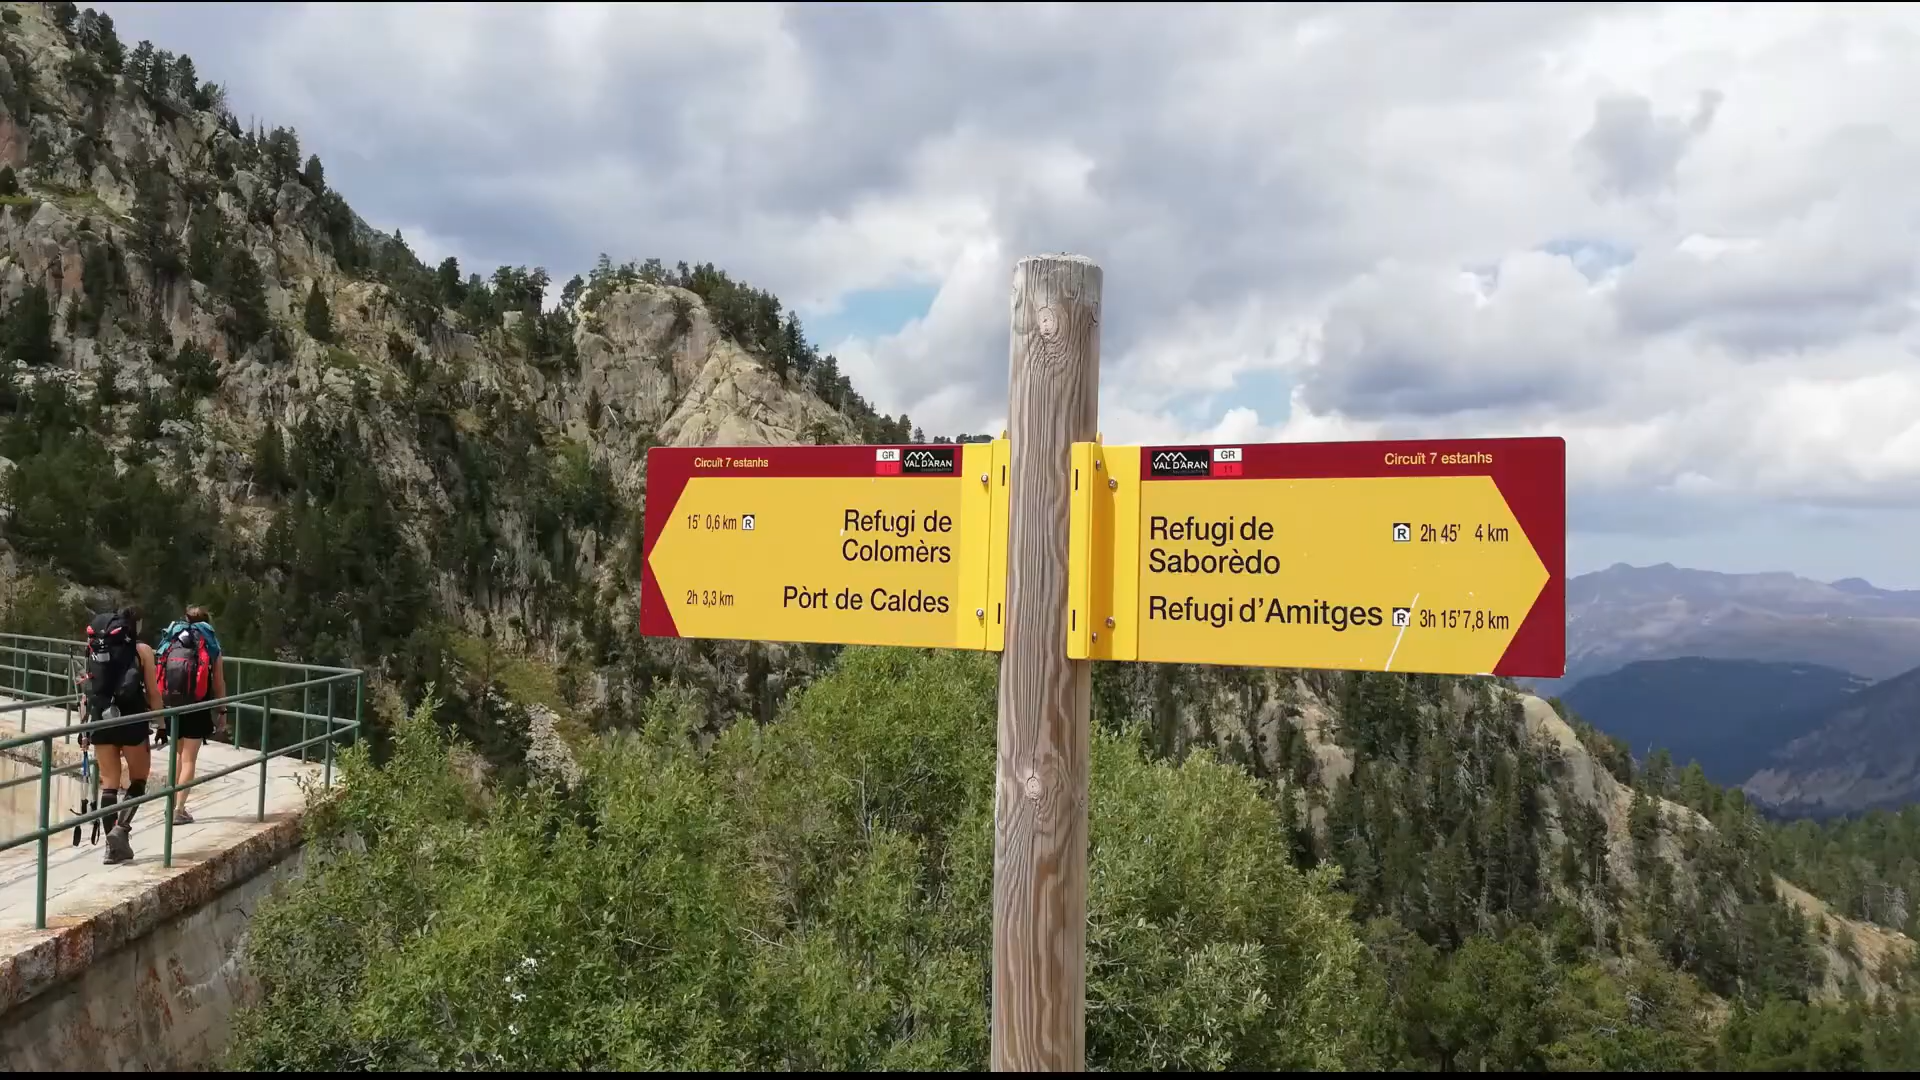 Circuït 7 estanhs GR 11 VAL D'ARAN
15' 0,6 km R Refugi de
Colomèrs
2h 3,3 km Pòrt de Caldes
VAL D'ARAN GR 11 Circuït 7 estanhs
Refugi de
Saborèdo
R 2h 45' 4 km
Refugi d'Amitges R 3h 15' 7,8 km